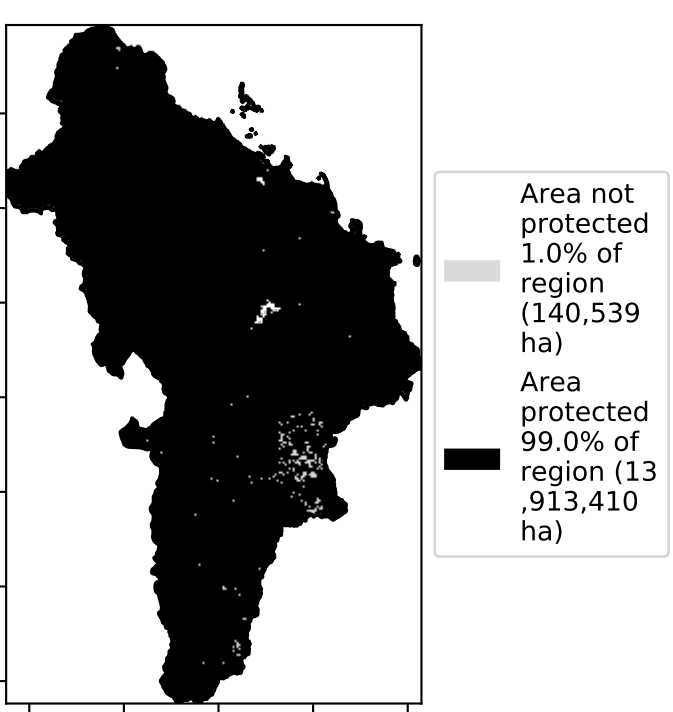 Area not
protected
1.0% of
region
(140,539
ha)
Area
protected
99.0% of
region (13
,913,410
ha)